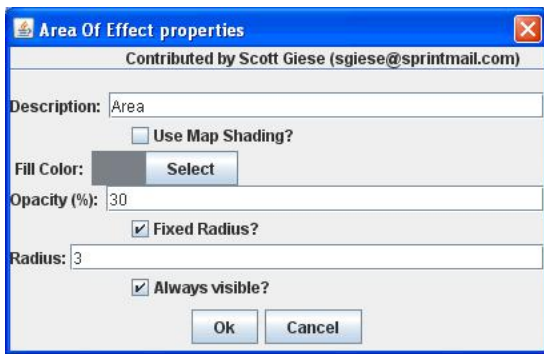 Area Of Effect properties
Contributed by Scott Giese (sgiese@sprintmail.com)
Description: Area
Use Map Shading?
Fill Color: Select
Opacity (%): 30
Fixed Radius?
Radius: 3
Always visible?
Ok Cancel